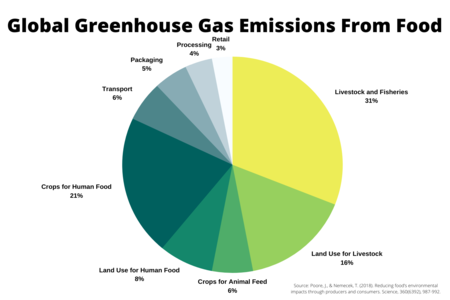 Global Greenhouse Gas Emissions From Food
Retail
3%
Processing
4%
Packaging
5%
Transport
6%
Livestock and Fisheries
31%
Crops for Human Food
21%
Land Use for Livestock
16%
Land Use for Human Food
8%
Crops for Animal Feed
6%
Source: Poore, J., & Nemecek, T. (2018). Reducing food's environmental
impacts through producers and consumers. Science, 360(6392), 987-992.